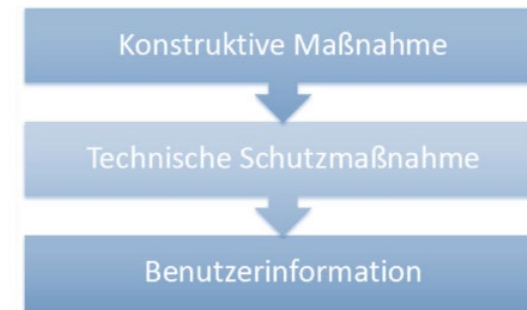 Konstruktive Maßnahme
Technische Schutzmaßnahme
Benutzerinformation